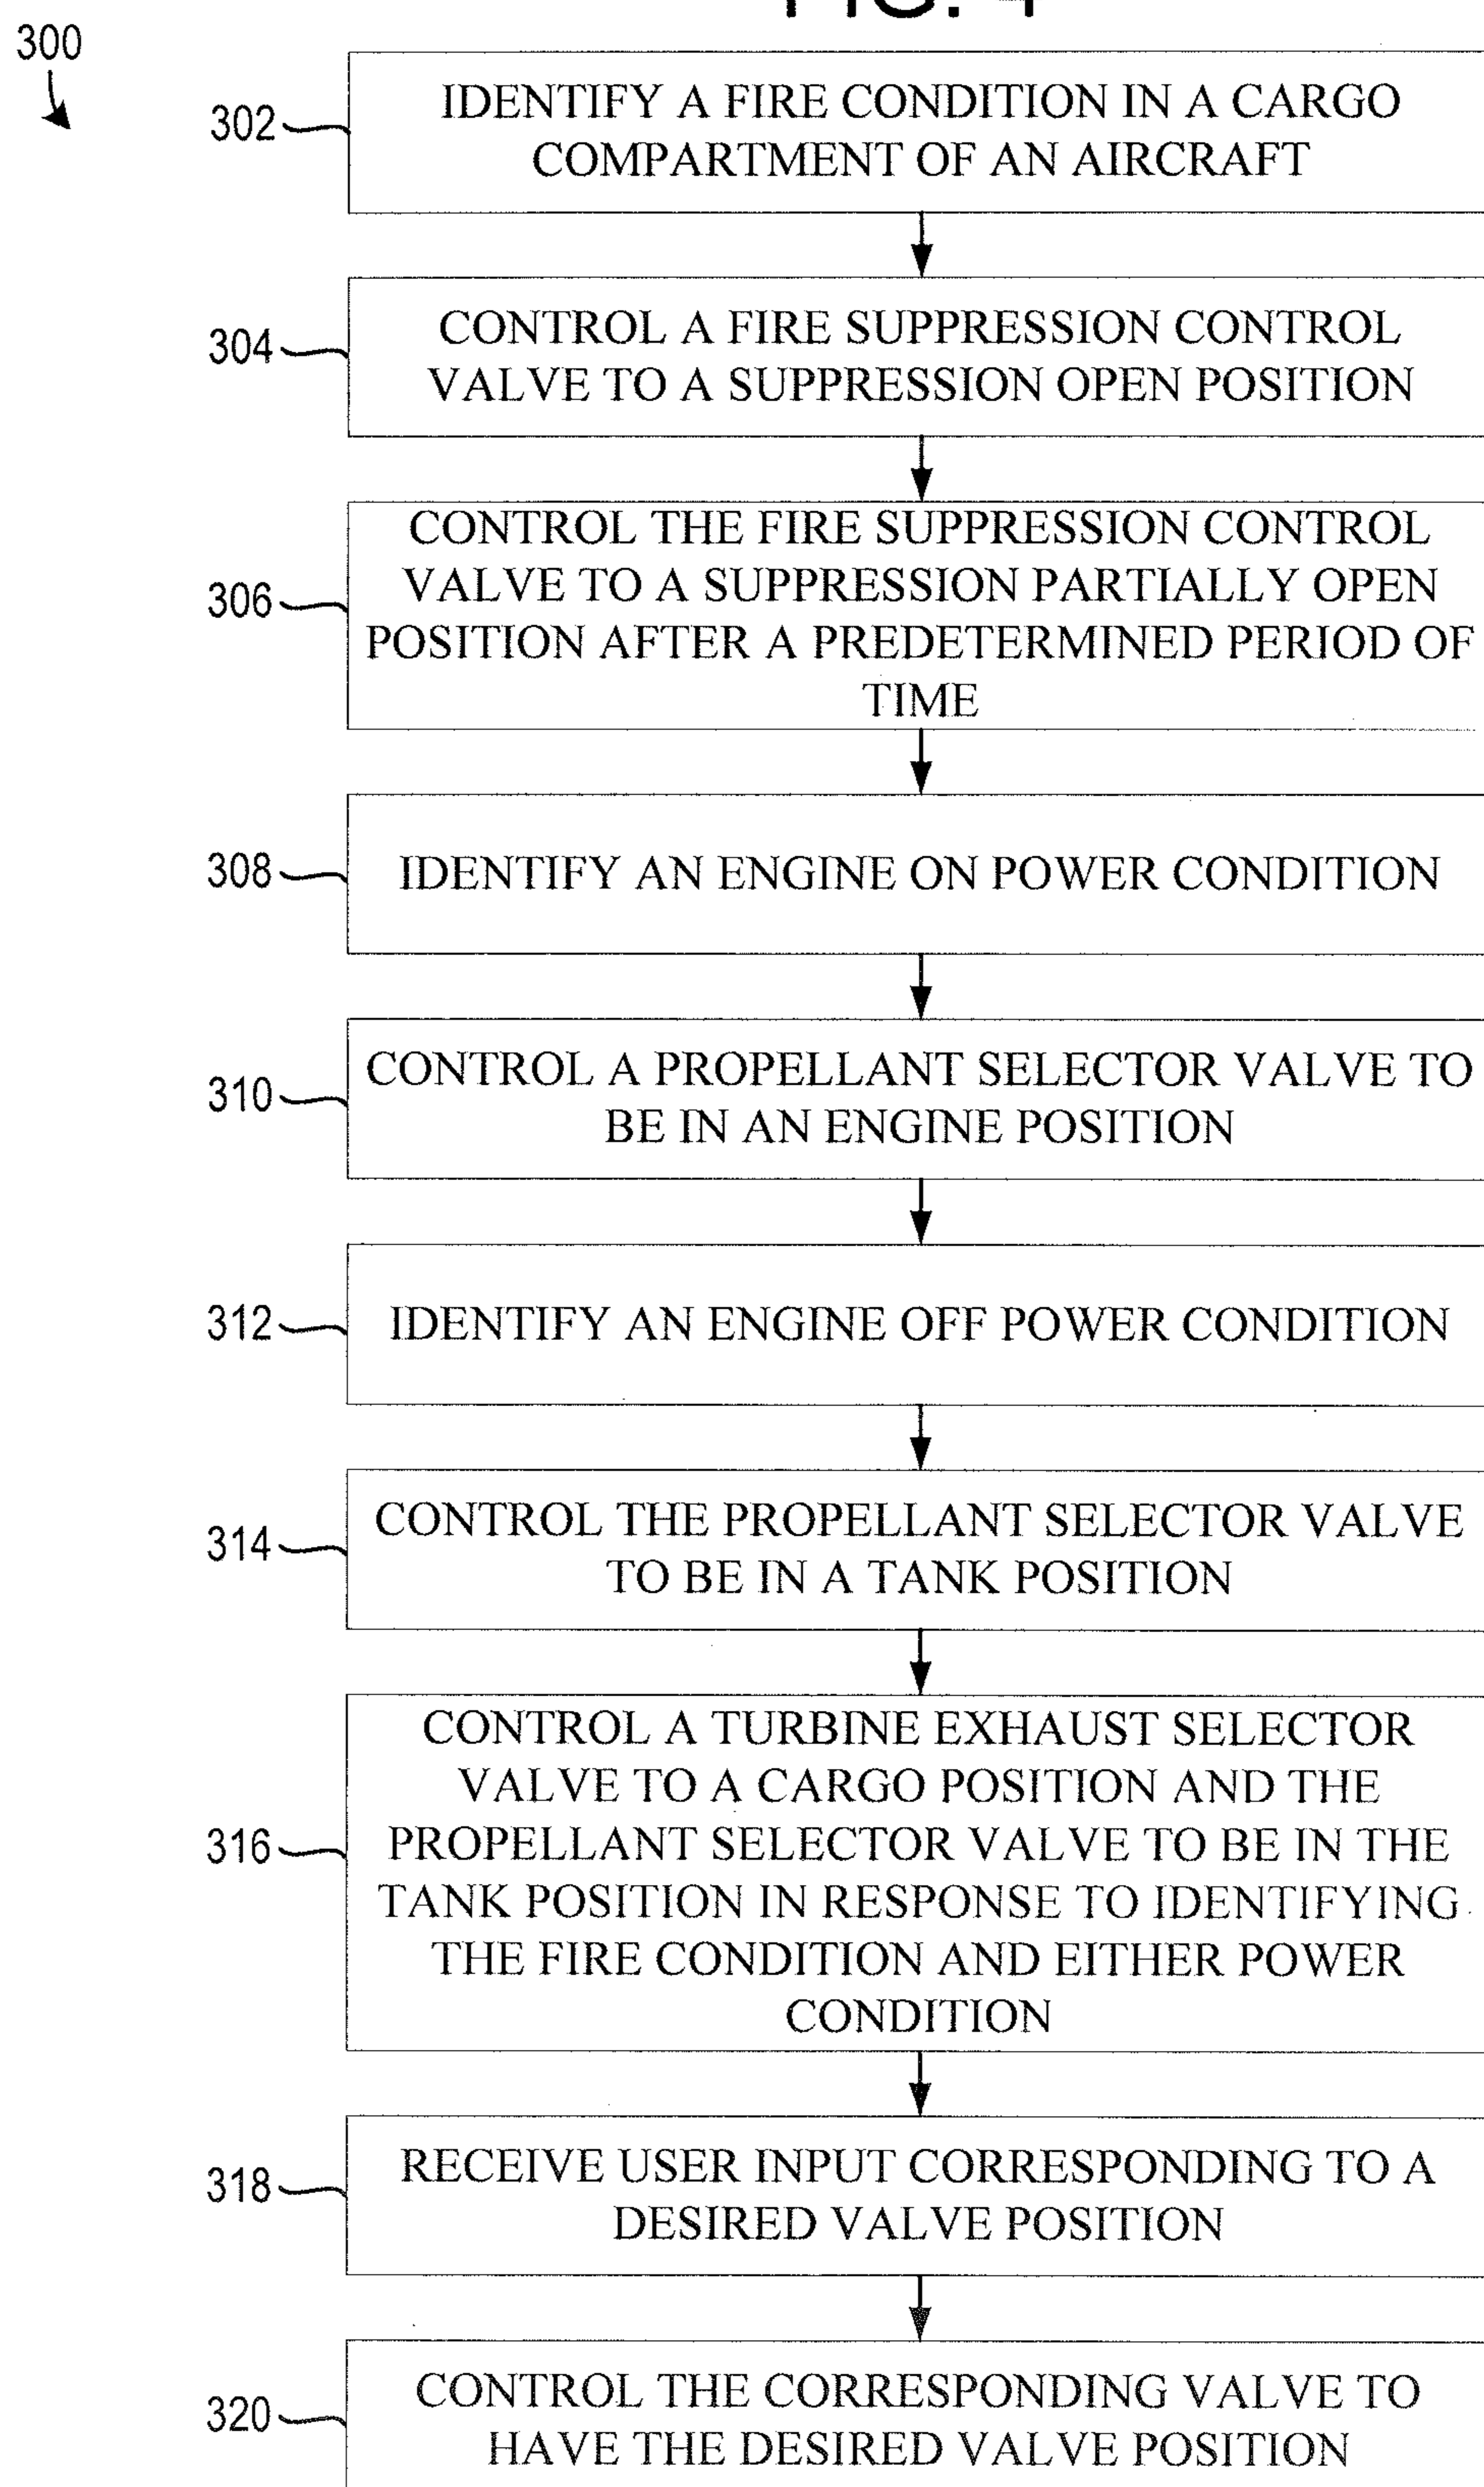 FIG. 4
300
302
IDENTIFY A FIRE CONDITION IN A CARGO
COMPARTMENT OF AN AIRCRAFT
304
CONTROL A FIRE SUPPRESSION CONTROL
VALVE TO A SUPPRESSION OPEN POSITION
306
CONTROL THE FIRE SUPPRESSION CONTROL
VALVE TO A SUPPRESSION PARTIALLY OPEN
POSITION AFTER A PREDETERMINED PERIOD OF
TIME
308
IDENTIFY AN ENGINE ON POWER CONDITION
310
CONTROL A PROPELLANT SELECTOR VALVE TO
BE IN AN ENGINE POSITION
312
IDENTIFY AN ENGINE OFF POWER CONDITION
314
CONTROL THE PROPELLANT SELECTOR VALVE
TO BE IN A TANK POSITION
316
CONTROL A TURBINE EXHAUST SELECTOR
VALVE TO A CARGO POSITION AND THE
PROPELLANT SELECTOR VALVE TO BE IN THE
TANK POSITION IN RESPONSE TO IDENTIFYING
THE FIRE CONDITION AND EITHER POWER
CONDITION
318
RECEIVE USER INPUT CORRESPONDING TO A
DESIRED VALVE POSITION
320
CONTROL THE CORRESPONDING VALVE TO
HAVE THE DESIRED VALVE POSITION